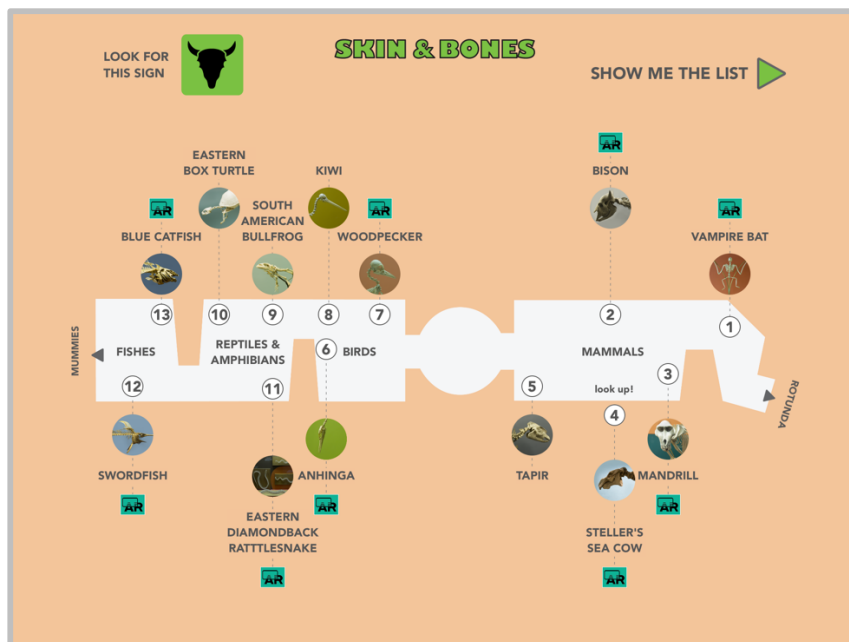 LOOK FOR
THIS SIGN
SKIN & BONES
SHOW ME THE LIST
EASTERN
BOX TURTLE
KIWI
BISON
AR
SOUTH
AMERICAN
BULLFROG
AR
BLUE CATFISH
AR
WOODPECKER
AR
VAMPIRE BAT
13
10
9
8
7
2
1
MUMMIES
FISHES
REPTILES &
AMPHIBIANS
6
BIRDS
MAMMALS
3
ROTUNDA
12
11
5
look up!
4
SWORDFISH
AR
ANHINGA
AR
TAPIR
MANDRILL
AR
EASTERN
DIAMONDBACK
RATTTLESNAKE
AR
STELLER'S
SEA COW
AR